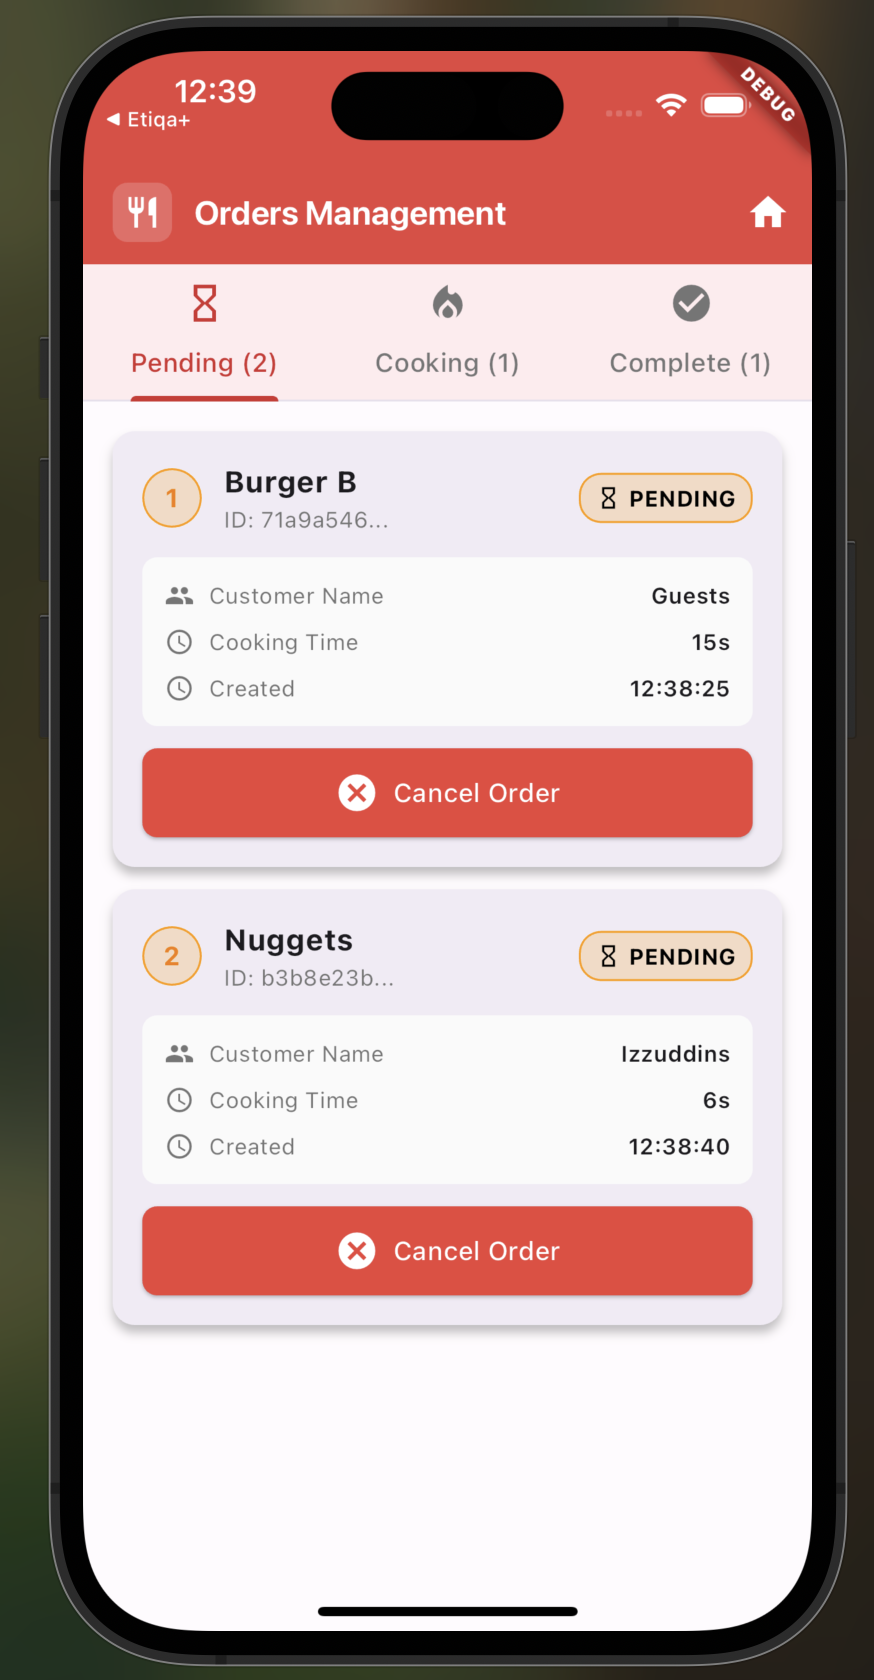 12:39
Etiqa+
DEBUG
Orders Management
Pending (2)
Cooking (1)
Complete (1)
1
Burger B
ID: 71a9a546...
PENDING
Customer Name
Guests
Cooking Time
15s
Created
12:38:25
Cancel Order
2
Nuggets
ID: b3b8e23b...
PENDING
Customer Name
Izzuddins
Cooking Time
6s
Created
12:38:40
Cancel Order